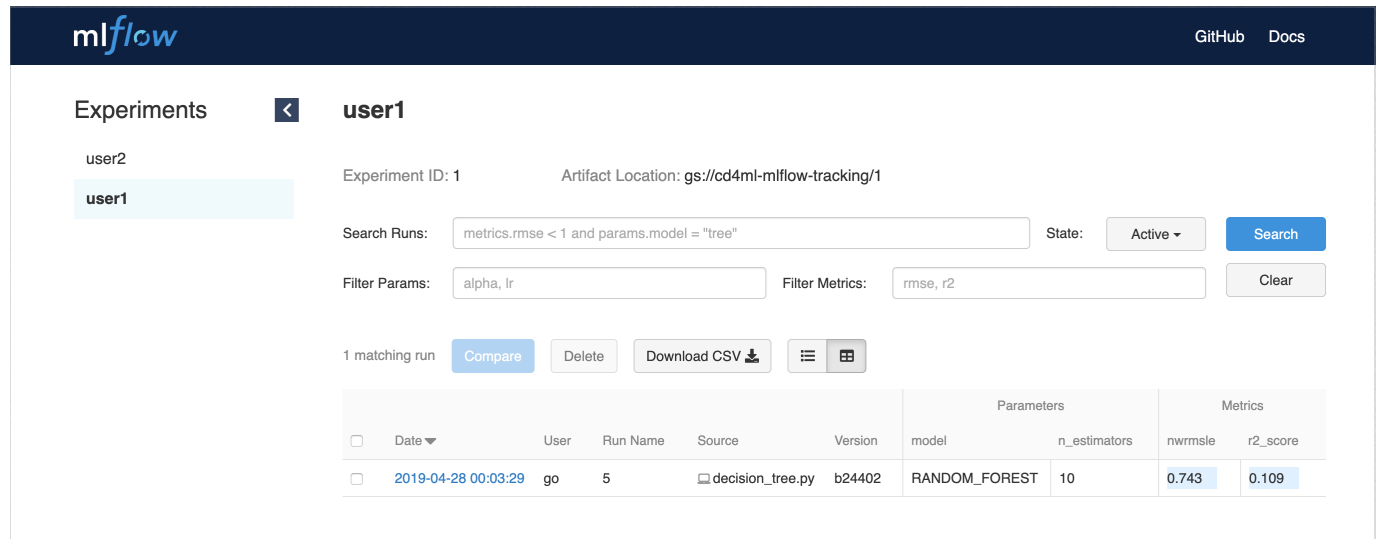 mlflow GitHub Docs
Experiments
user2
user1
user1
Experiment ID: 1 Artifact Location: gs://cd4ml-mlflow-tracking/1
Search Runs: metrics.rmse < 1 and params.model = "tree" State: Active Search
Filter Params: alpha, lr Filter Metrics: rmse, r2 Clear
1 matching run Compare Delete Download CSV
Parameters Metrics
Date User Run Name Source Version model n_estimators nwrmsle r2_score
2019-04-28 00:03:29 go 5 decision_tree.py b24402 RANDOM_FOREST 10 0.743 0.109